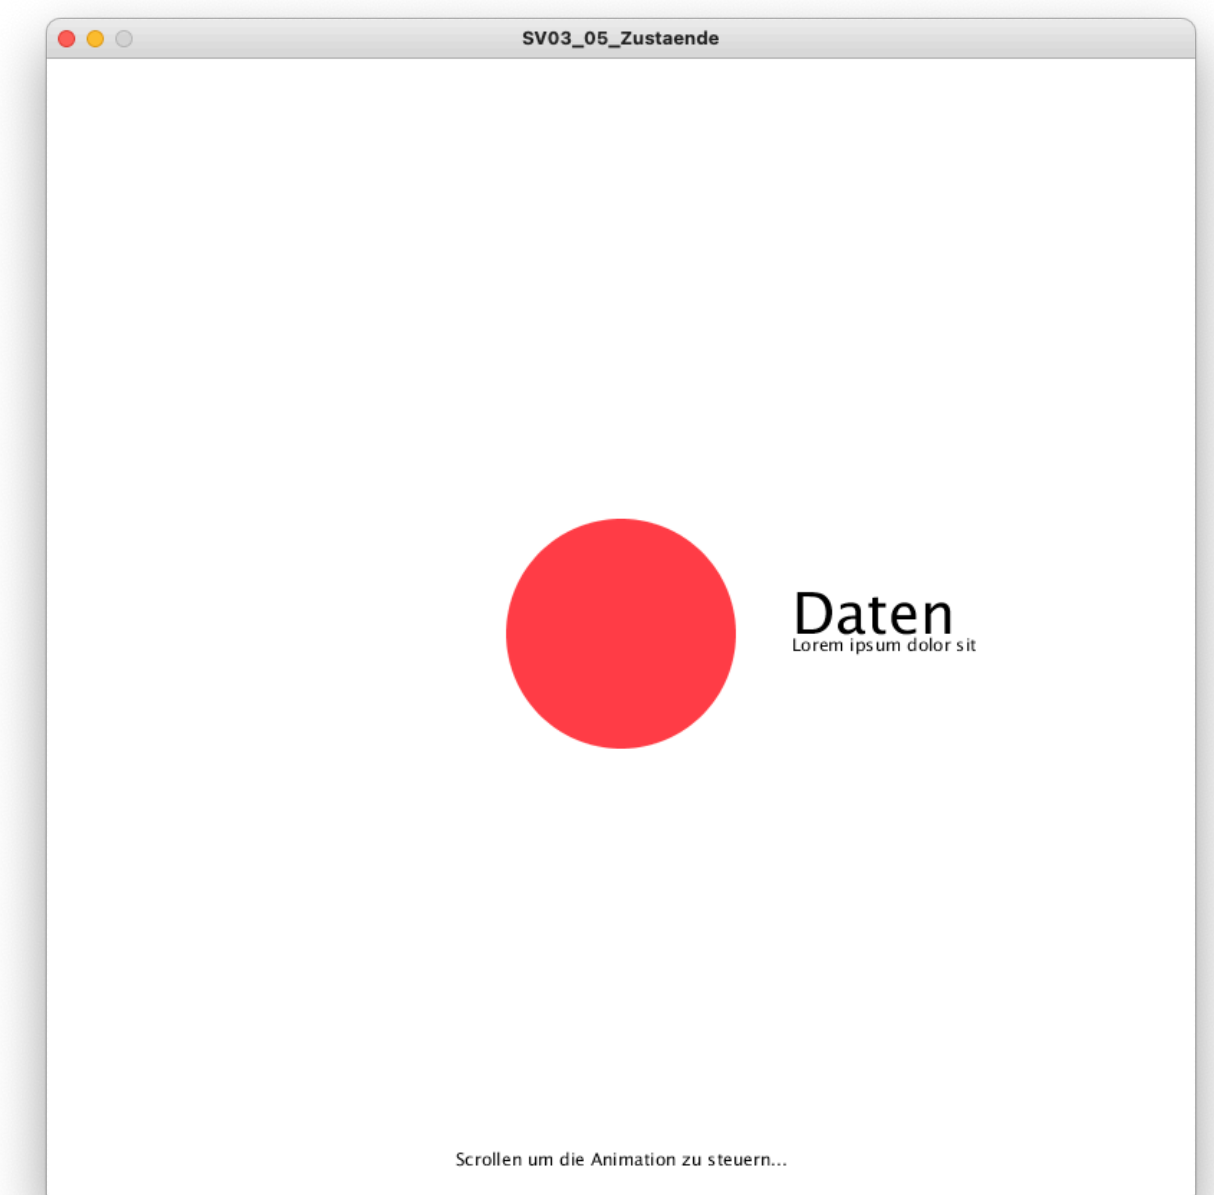 SV03_05_Zustaende
Daten
Lorem ipsum dolor sit
Scrollen um die Animation zu steuern...